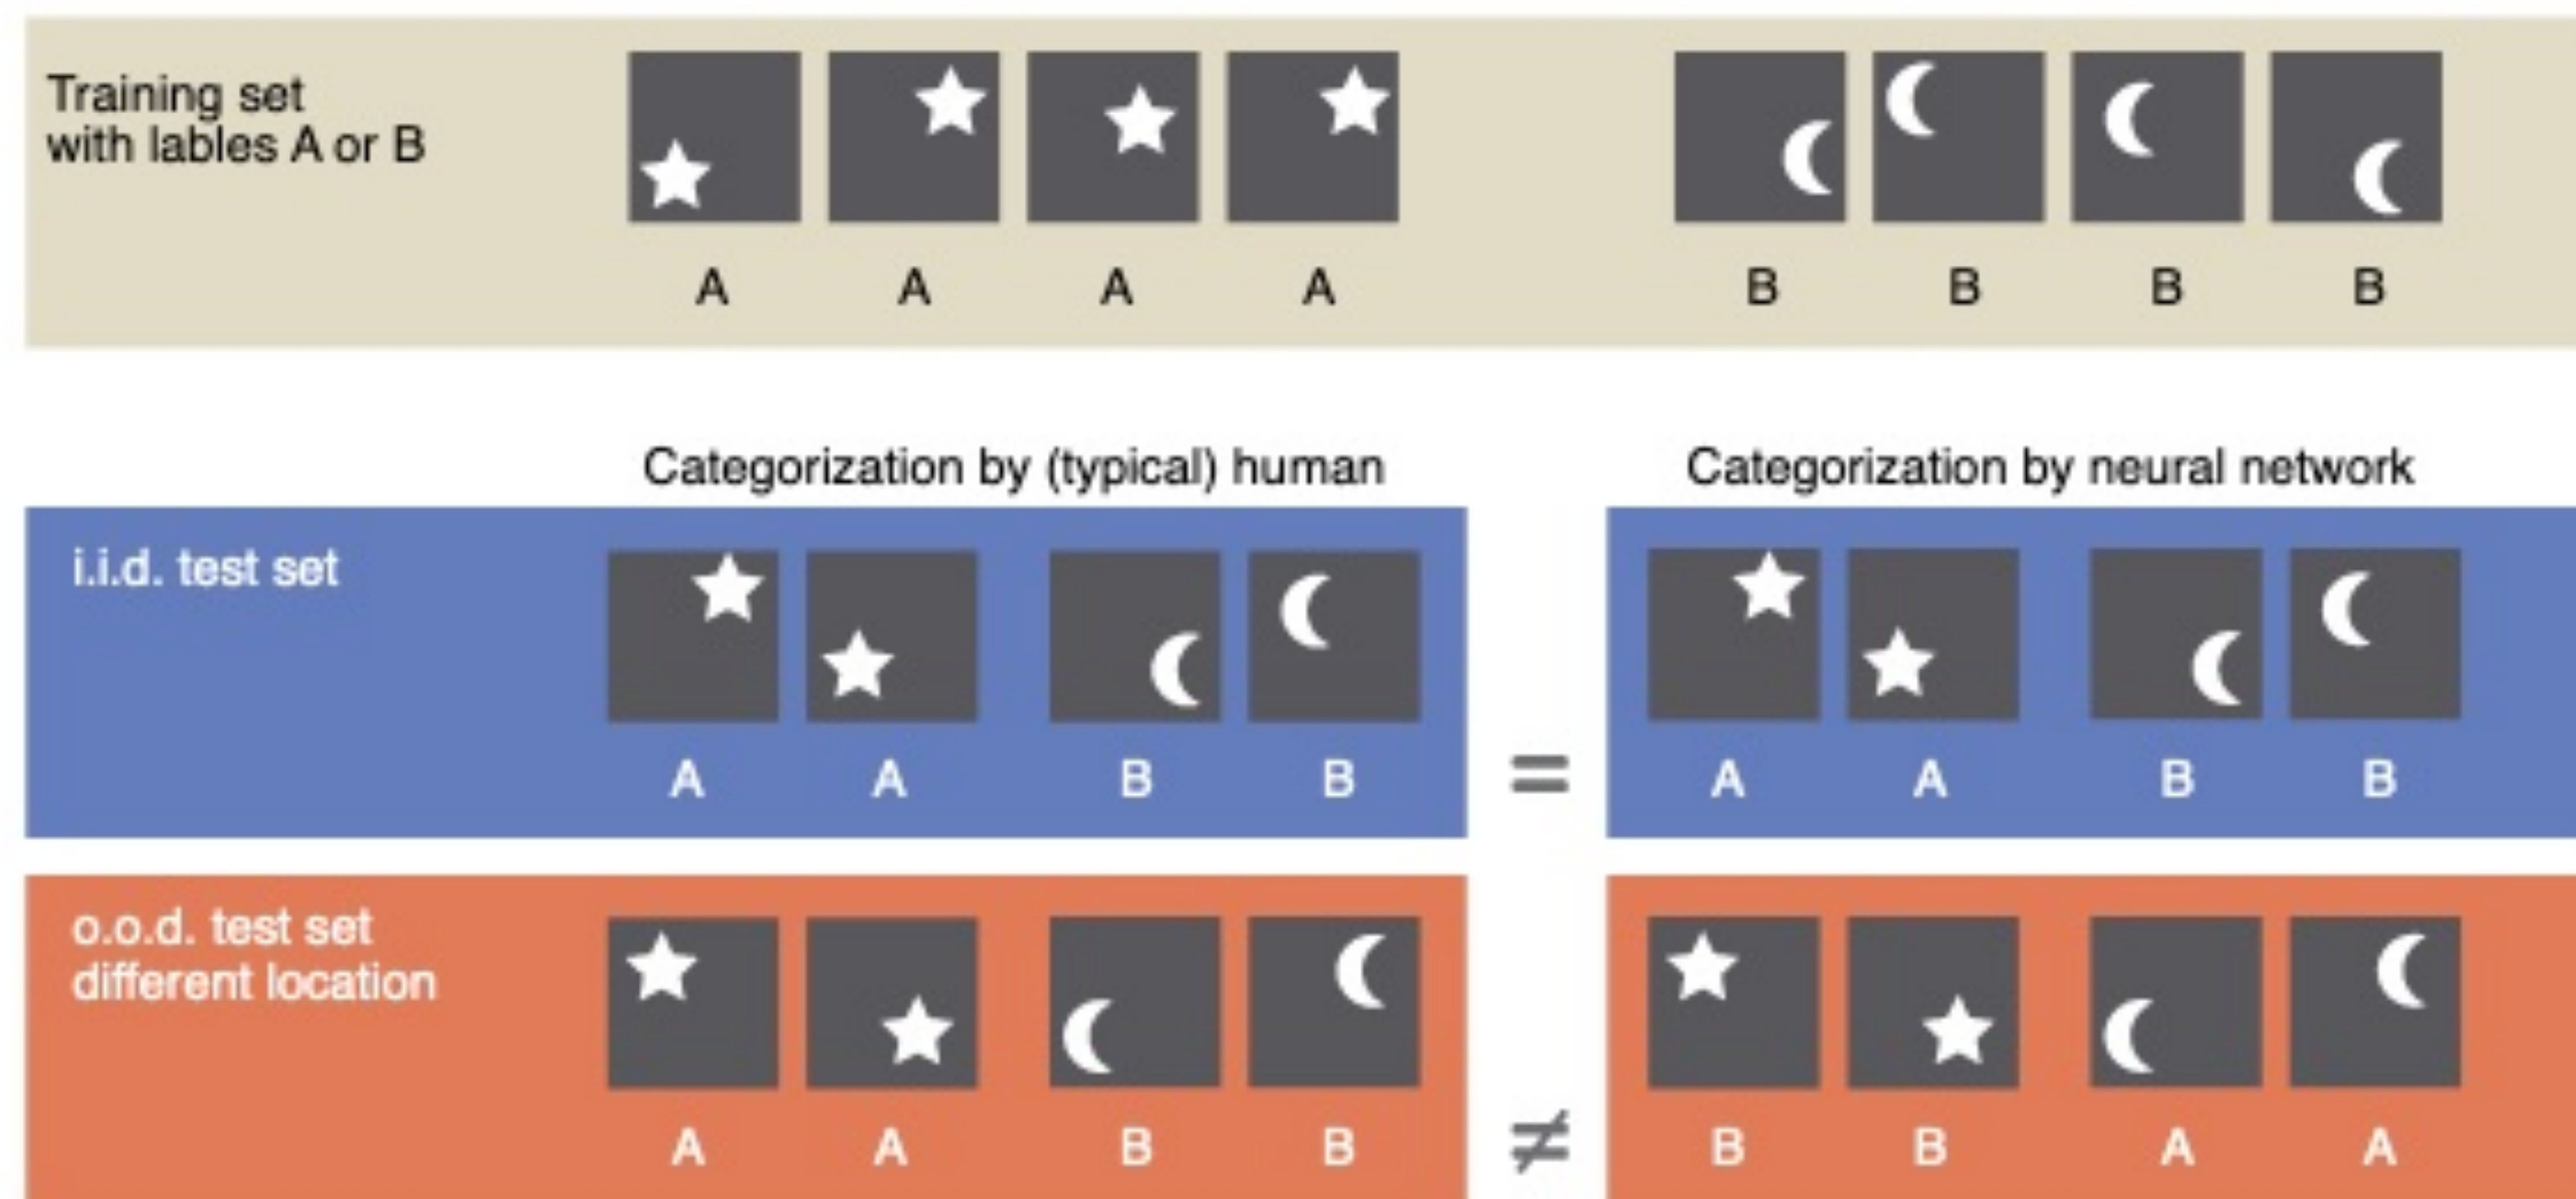 Training set
with lables A or B
A A A A B B B B
Categorization by (typical) human
Categorization by neural network
i.i.d. test set
A A B B = A A B B
o.o.d. test set
different location
A A B B ≠ B B A A